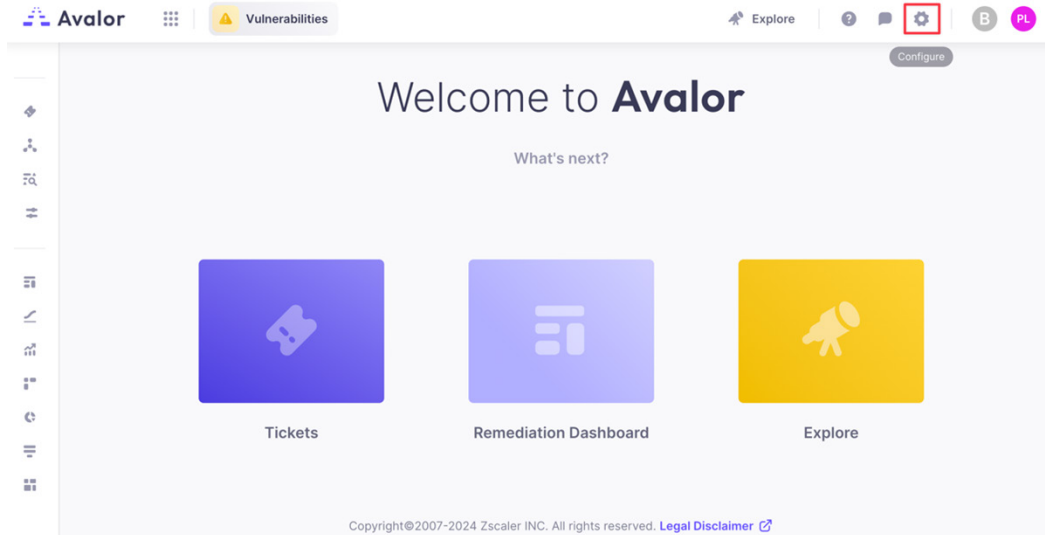 Avalor
Vulnerabilities
Explore
B
PL
Configure
Welcome to Avalor
What's next?
Tickets
Remediation Dashboard
Explore
Copyright©2007-2024 Zscaler INC. All rights reserved. Legal Disclaimer